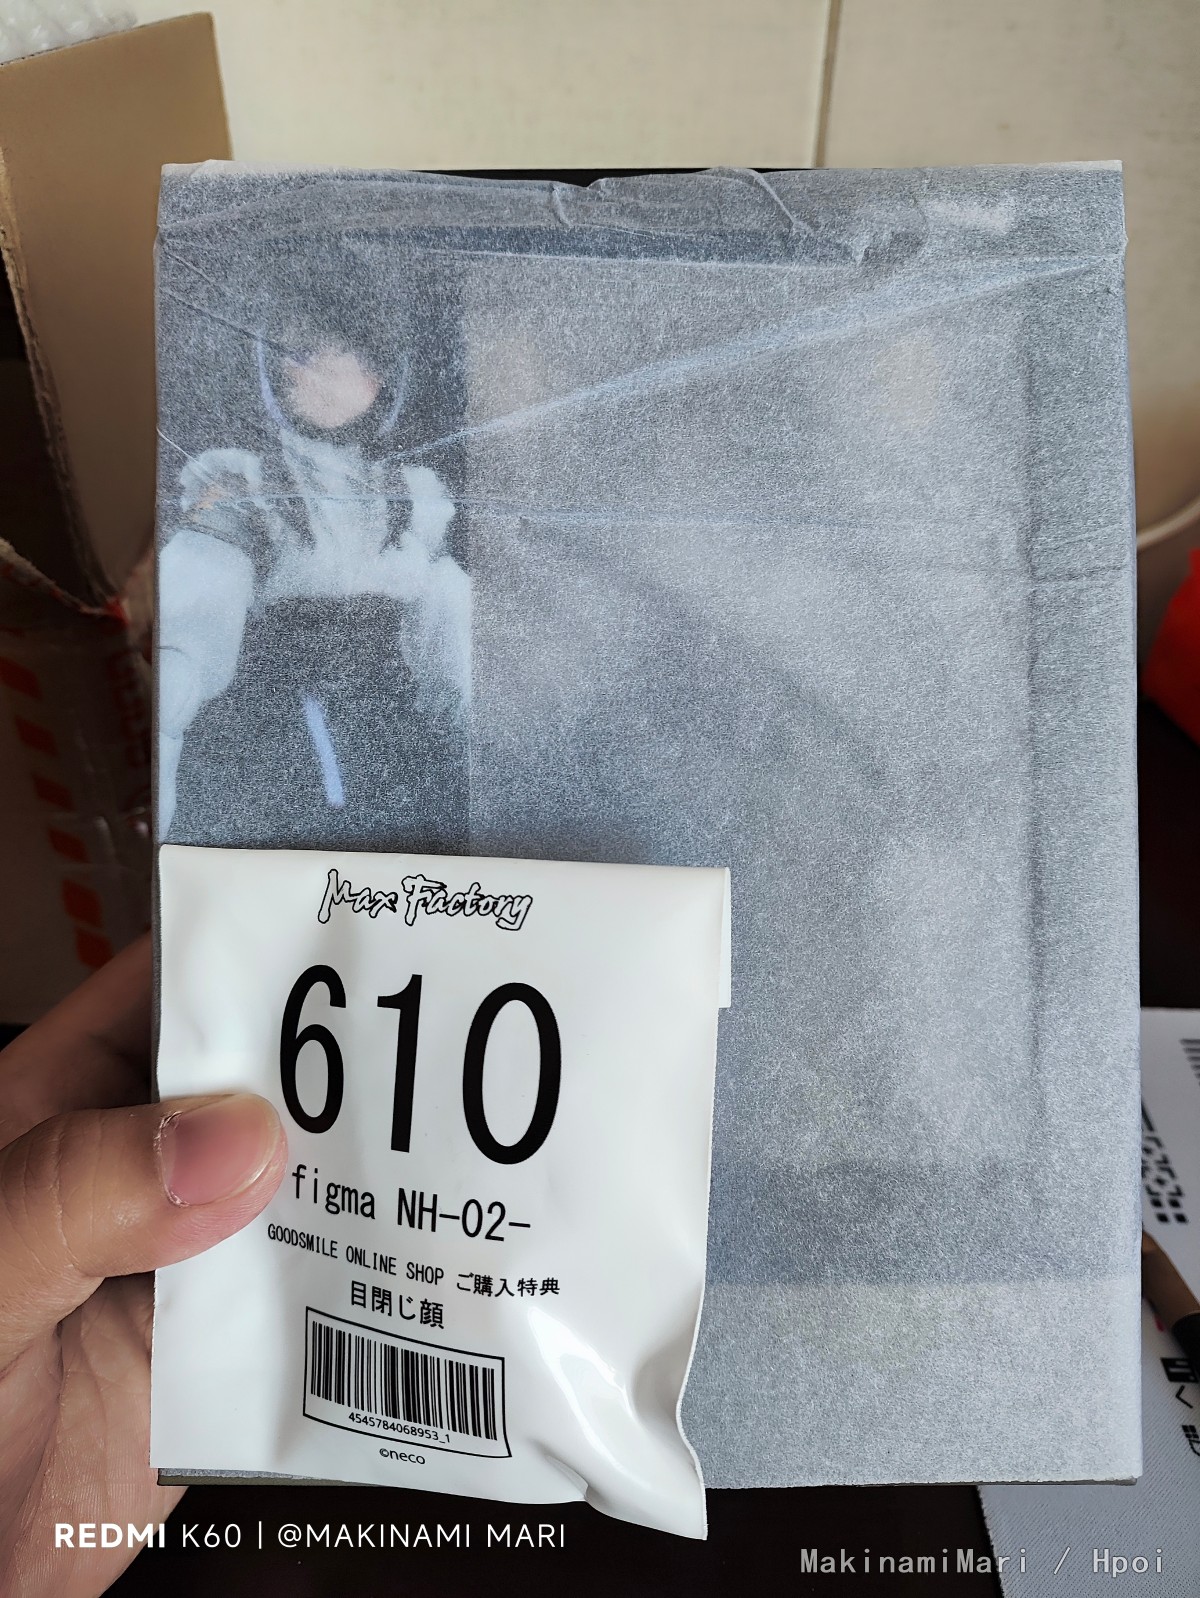 Max Factory
610
figma NH-02-
GOODSMILE ONLINE SHOP ご購入特典
目閉じ顔
4545784068953_1
©neco
REDMI K60 | @MAKINAMI MARI
MakinamiMari / Hpoi